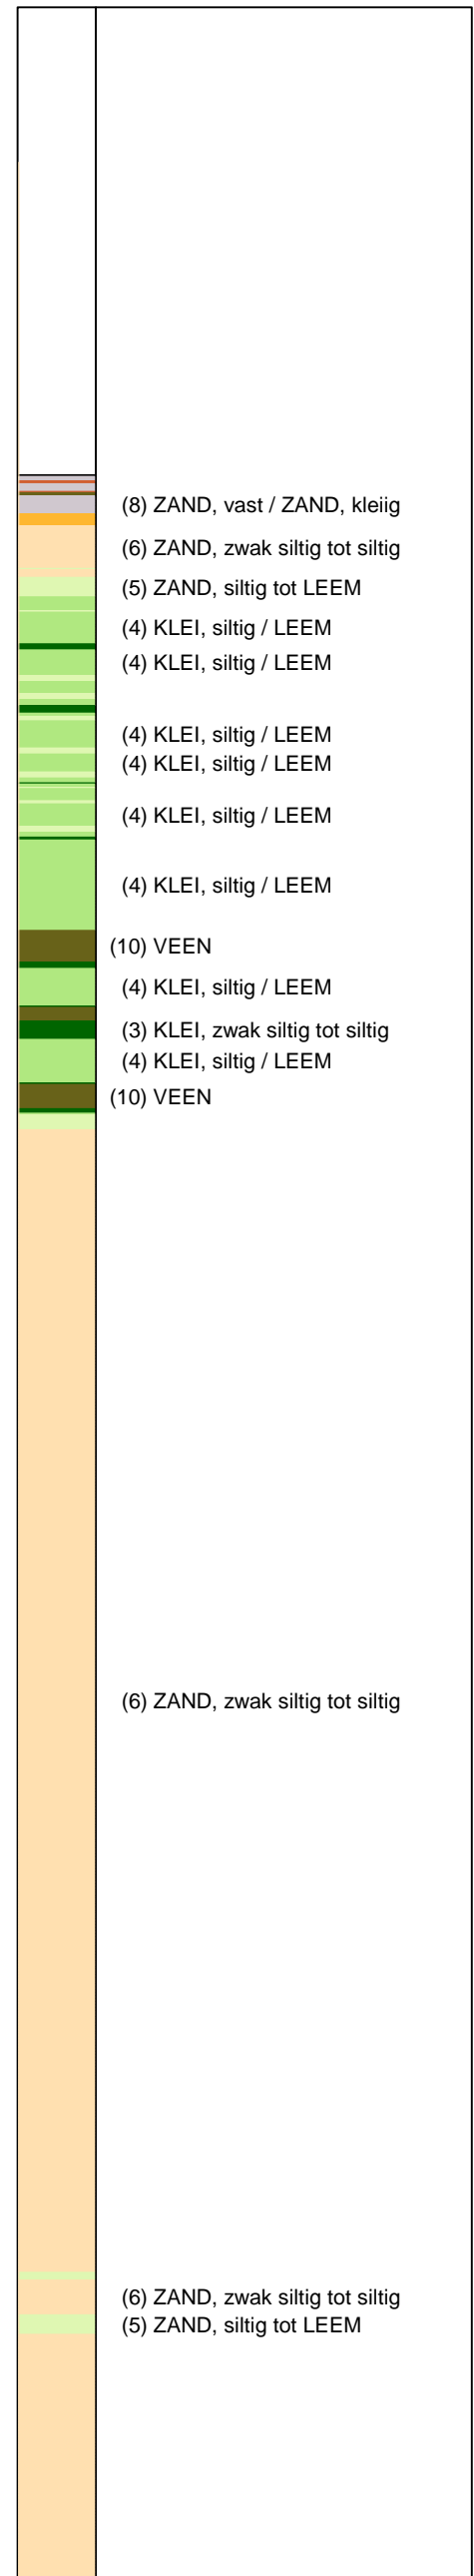 (8) ZAND, vast / ZAND, kleiig
(6) ZAND, zwak siltig tot siltig
(5) ZAND, siltig tot LEEM
(4) KLEI, siltig / LEEM
(4) KLEI, siltig / LEEM
(4) KLEI, siltig / LEEM
(4) KLEI, siltig / LEEM
(4) KLEI, siltig / LEEM
(4) KLEI, siltig / LEEM
(10) VEEN
(4) KLEI, siltig / LEEM
(3) KLEI, zwak siltig tot siltig
(4) KLEI, siltig / LEEM
(10) VEEN
(6) ZAND, zwak siltig tot siltig
(6) ZAND, zwak siltig tot siltig
(5) ZAND, siltig tot LEEM